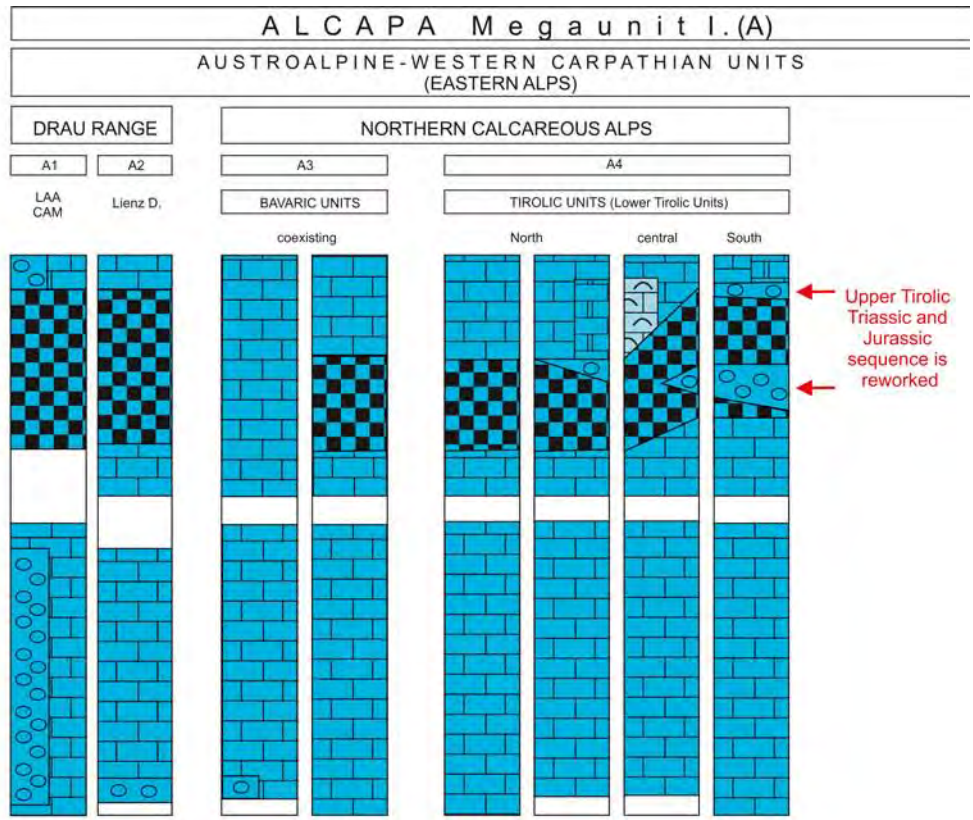 ALCAPA Megaunit I.(A)
AUSTROALPINE-WESTERN CARPATHIAN UNITS
(EASTERN ALPS)
DRAU RANGE
NORTHERN CALCAREOUS ALPS
A1
A2
A3
A4
LAA
CAM
Lienz D.
BAVARIC UNITS
TIROLIC UNITS (Lower Tirolic Units)
coexisting
North
central
South
Upper Tirolic
Triassic and
Jurassic
sequence is
reworked